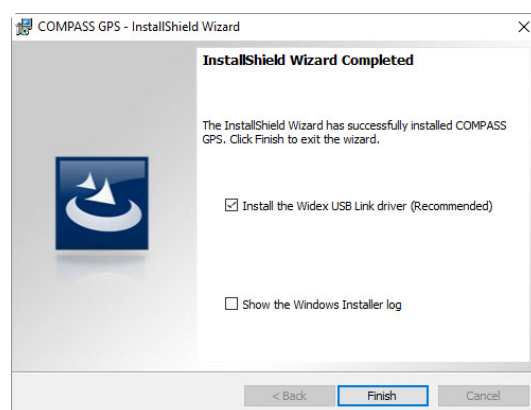 COMPASS GPS - InstallShield Wizard
InstallShield Wizard Completed
The InstallShield Wizard has successfully installed COMPASS
GPS. Click Finish to exit the wizard.
Install the Widex USB Link driver (Recommended)
Show the Windows Installer log
< Back Finish Cancel